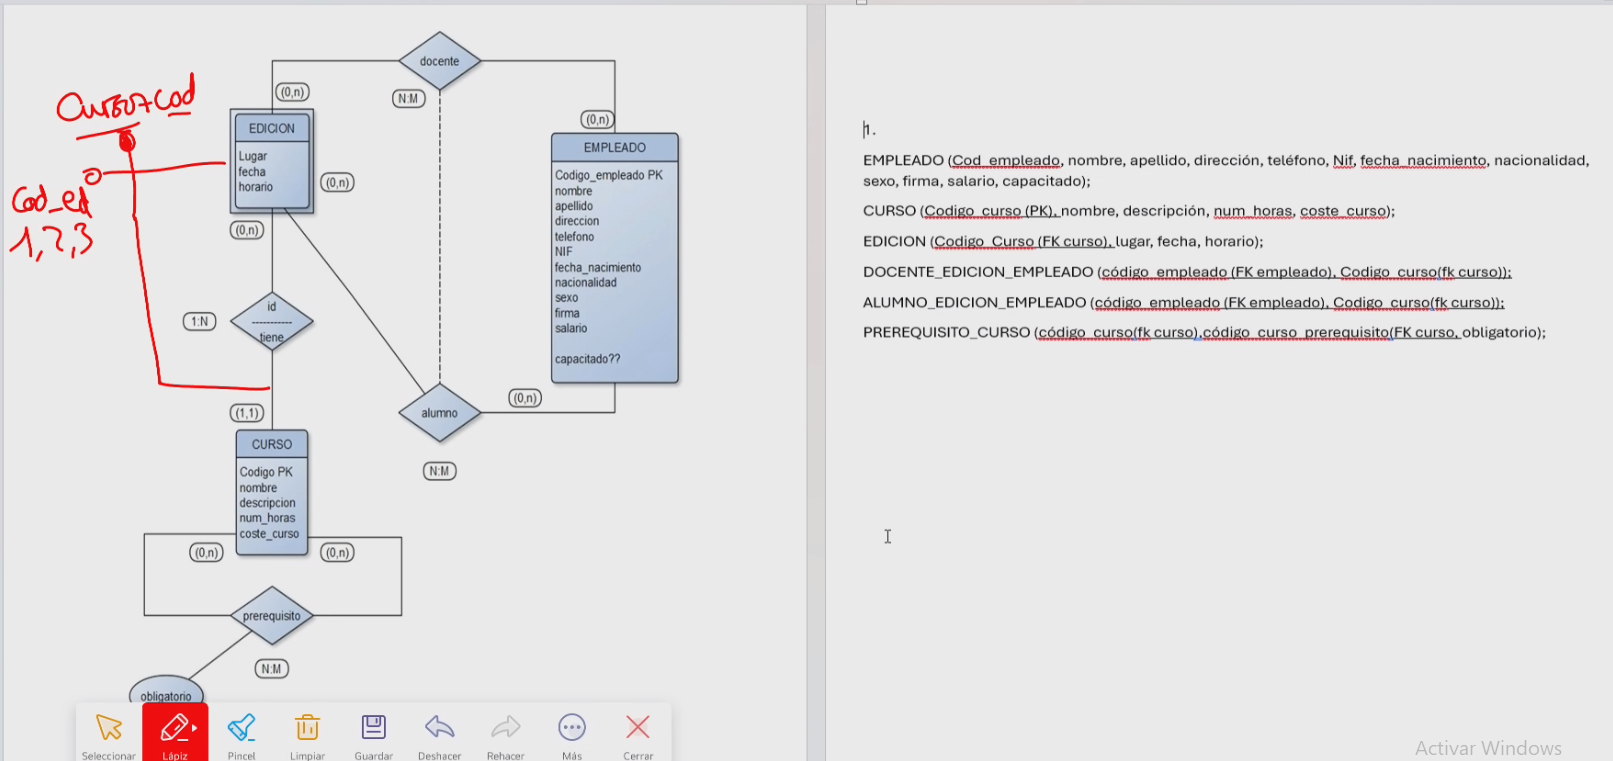 docente
(0,n)
N:M
(0,n)
Curso+Cod
EDICION
Lugar
fecha
horario
(0,n)
(0,n)
Cod_ed
1,2,3
EMPLEADO
Codigo_empleado PK
nombre
apellido
direccion
telefono
NIF
fecha_nacimiento
nacionalidad
sexo
firma
salario
capacitado??
id
-----------
tiene
1:N
(1,1)
alumno
(0,n)
N:M
CURSO
Codigo PK
nombre
descripcion
num_horas
coste_curso
(0,n)
(0,n)
prerequisito
N:M
obligatorio
1.
EMPLEADO (Cod_empleado, nombre, apellido, dirección, teléfono, Nif, fecha_nacimiento, nacionalidad,
sexo, firma, salario, capacitado);
CURSO (Codigo_curso (PK), nombre, descripción, num_horas, coste_curso);
EDICION (Codigo_Curso (FK curso), lugar, fecha, horario);
DOCENTE_EDICION_EMPLEADO (código_empleado (FK empleado), Codigo_curso(fk curso));
ALUMNO_EDICION_EMPLEADO (código_empleado (FK empleado), Codigo_curso(fk curso));
PREREQUISITO_CURSO (código_curso(fk curso),código_curso_prerequisito(FK curso, obligatorio);
Seleccionar
Lápiz
Pincel
Limpiar
Guardar
Deshacer
Rehacer
Más
Cerrar
Activar Windows